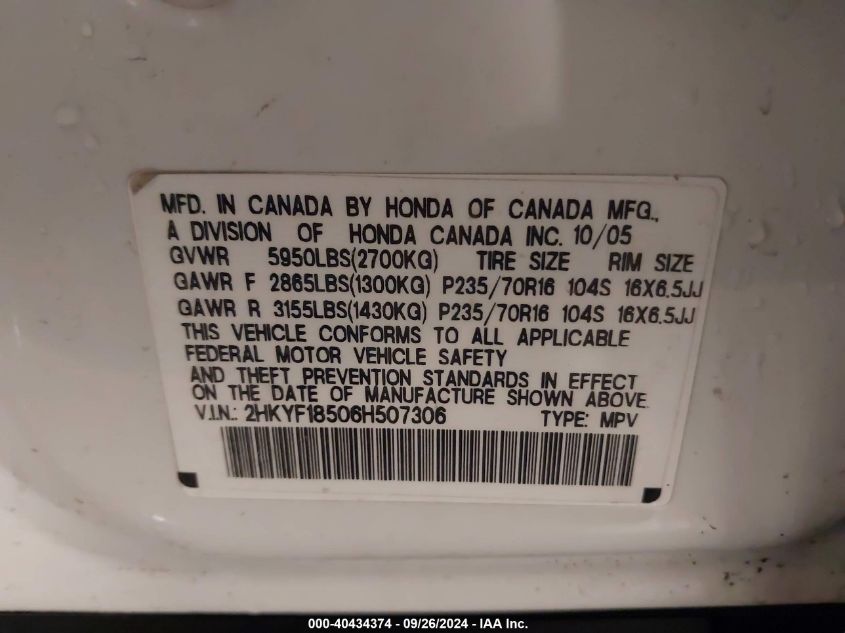 MFD. IN CANADA BY HONDA OF CANADA MFG.,
A DIVISION OF HONDA CANADA INC. 10/05
GVWR 5950LBS(2700KG) TIRE SIZE RIM SIZE
GAWR F 2865LBS(1300KG) P235/70R16 104S 16X6.5JJ
GAWR R 3155LBS(1430KG) P235/70R16 104S 16X6.5JJ
THIS VEHICLE CONFORMS TO ALL APPLICABLE
FEDERAL MOTOR VEHICLE SAFETY
AND THEFT PREVENTION STANDARDS IN EFFECT
ON THE DATE OF MANUFACTURE SHOWN ABOVE.
V.I.N.: 2HKYF18506H507306 TYPE: MPV
000-40434374 - 09/26/2024 - IAA Inc.